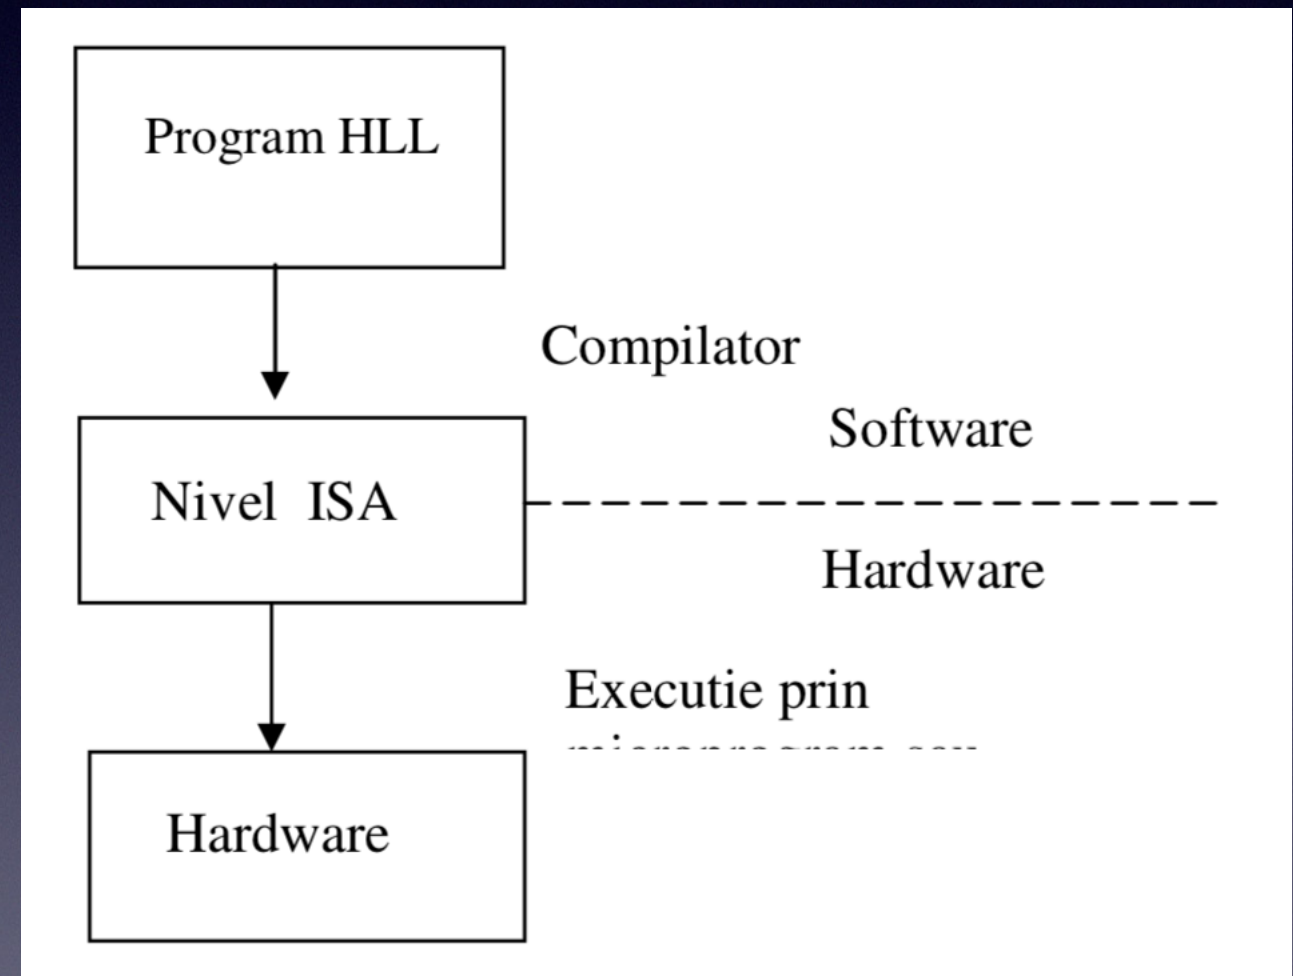 Program HLL
Compilator
Software
Nivel ISA
Hardware
Executie prin
Hardware